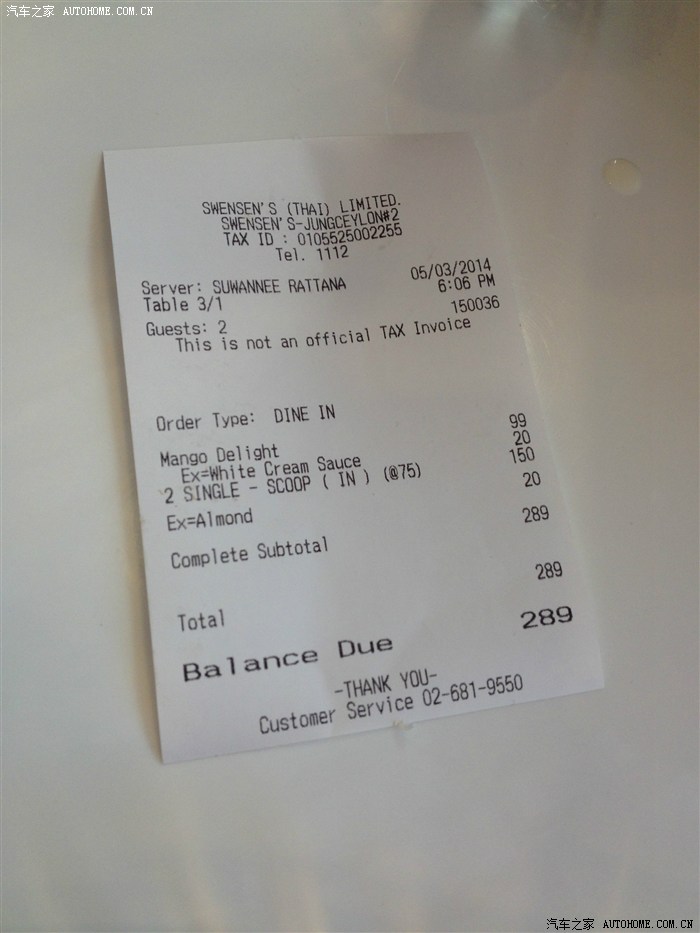 汽车之家 AUTOHOME.COM.CN
SWENSEN'S (THAI) LIMITED.
SWENSEN'S-JUNGCEYLON#2
TAX ID : 0105525002255
Tel. 1112
Server: SUWANNEE RATTANA 05/03/2014
Table 3/1 6:06 PM
Guests: 2 150036
This is not an official TAX Invoice
Order Type: DINE IN
Mango Delight 99
Ex=White Cream Sauce 20
2 SINGLE - SCOOP ( IN ) (@75) 150
Ex=Almond 20
Complete Subtotal 289
Total 289
Balance Due 289
-THANK YOU-
Customer Service 02-681-9550
汽车之家 AUTOHOME.COM.CN